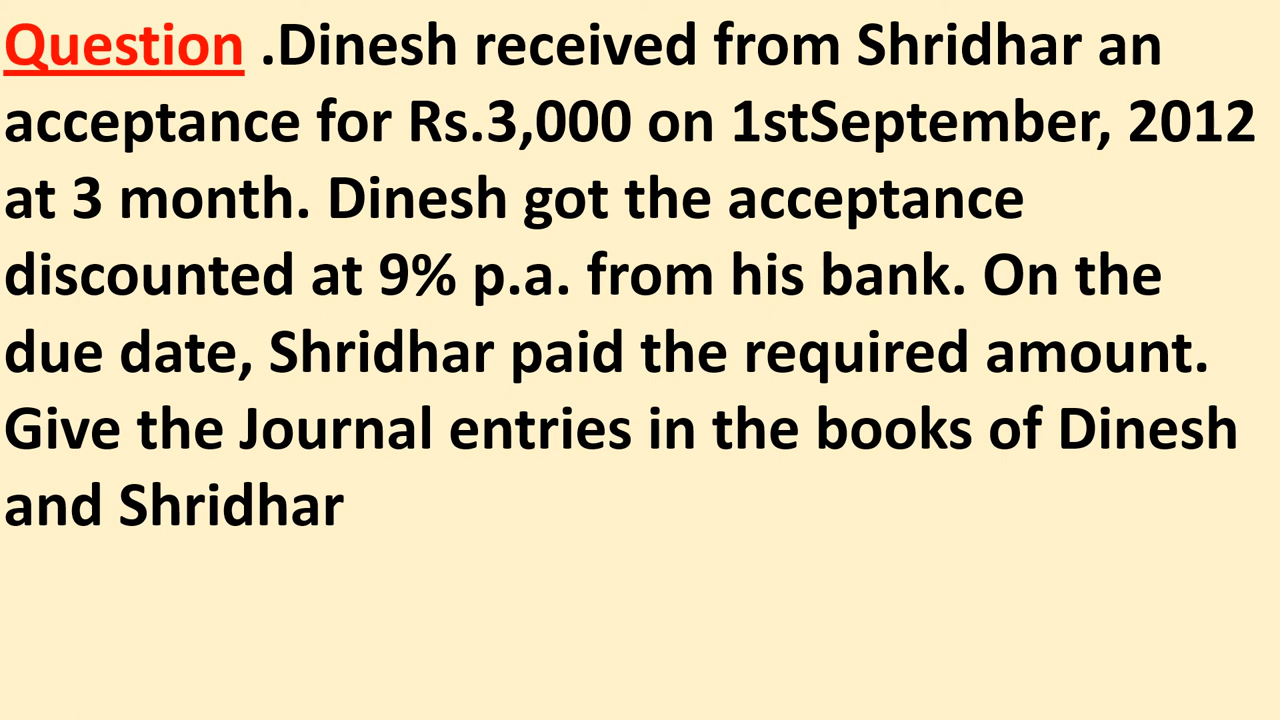 Question .Dinesh received from Shridhar an
acceptance for Rs.3,000 on 1stSeptember, 2012
at 3 month. Dinesh got the acceptance
discounted at 9% p.a. from his bank. On the
due date, Shridhar paid the required amount.
Give the Journal entries in the books of Dinesh
and Shridhar